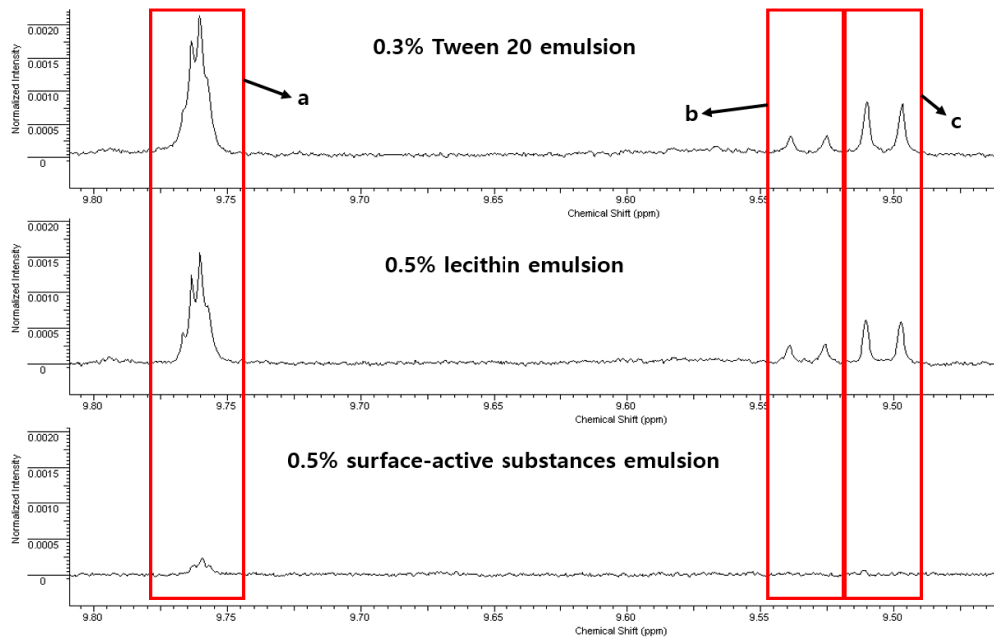 0.0020
0.0015
0.0010
0.0005
0
Normalized Intensity
0.3% Tween 20 emulsion
a
b
c
9.80 9.75 9.70 9.65 9.60 9.55 9.50
Chemical Shift (ppm)
0.0020
0.0015
0.0010
0.0005
0
Normalized Intensity
0.5% lecithin emulsion
9.80 9.75 9.70 9.65 9.60 9.55 9.50
Chemical Shift (ppm)
0.0020
0.0015
0.0010
0.0005
0
Normalized Intensity
0.5% surface-active substances emulsion
9.80 9.75 9.70 9.65 9.60 9.55 9.50
Chemical Shift (ppm)